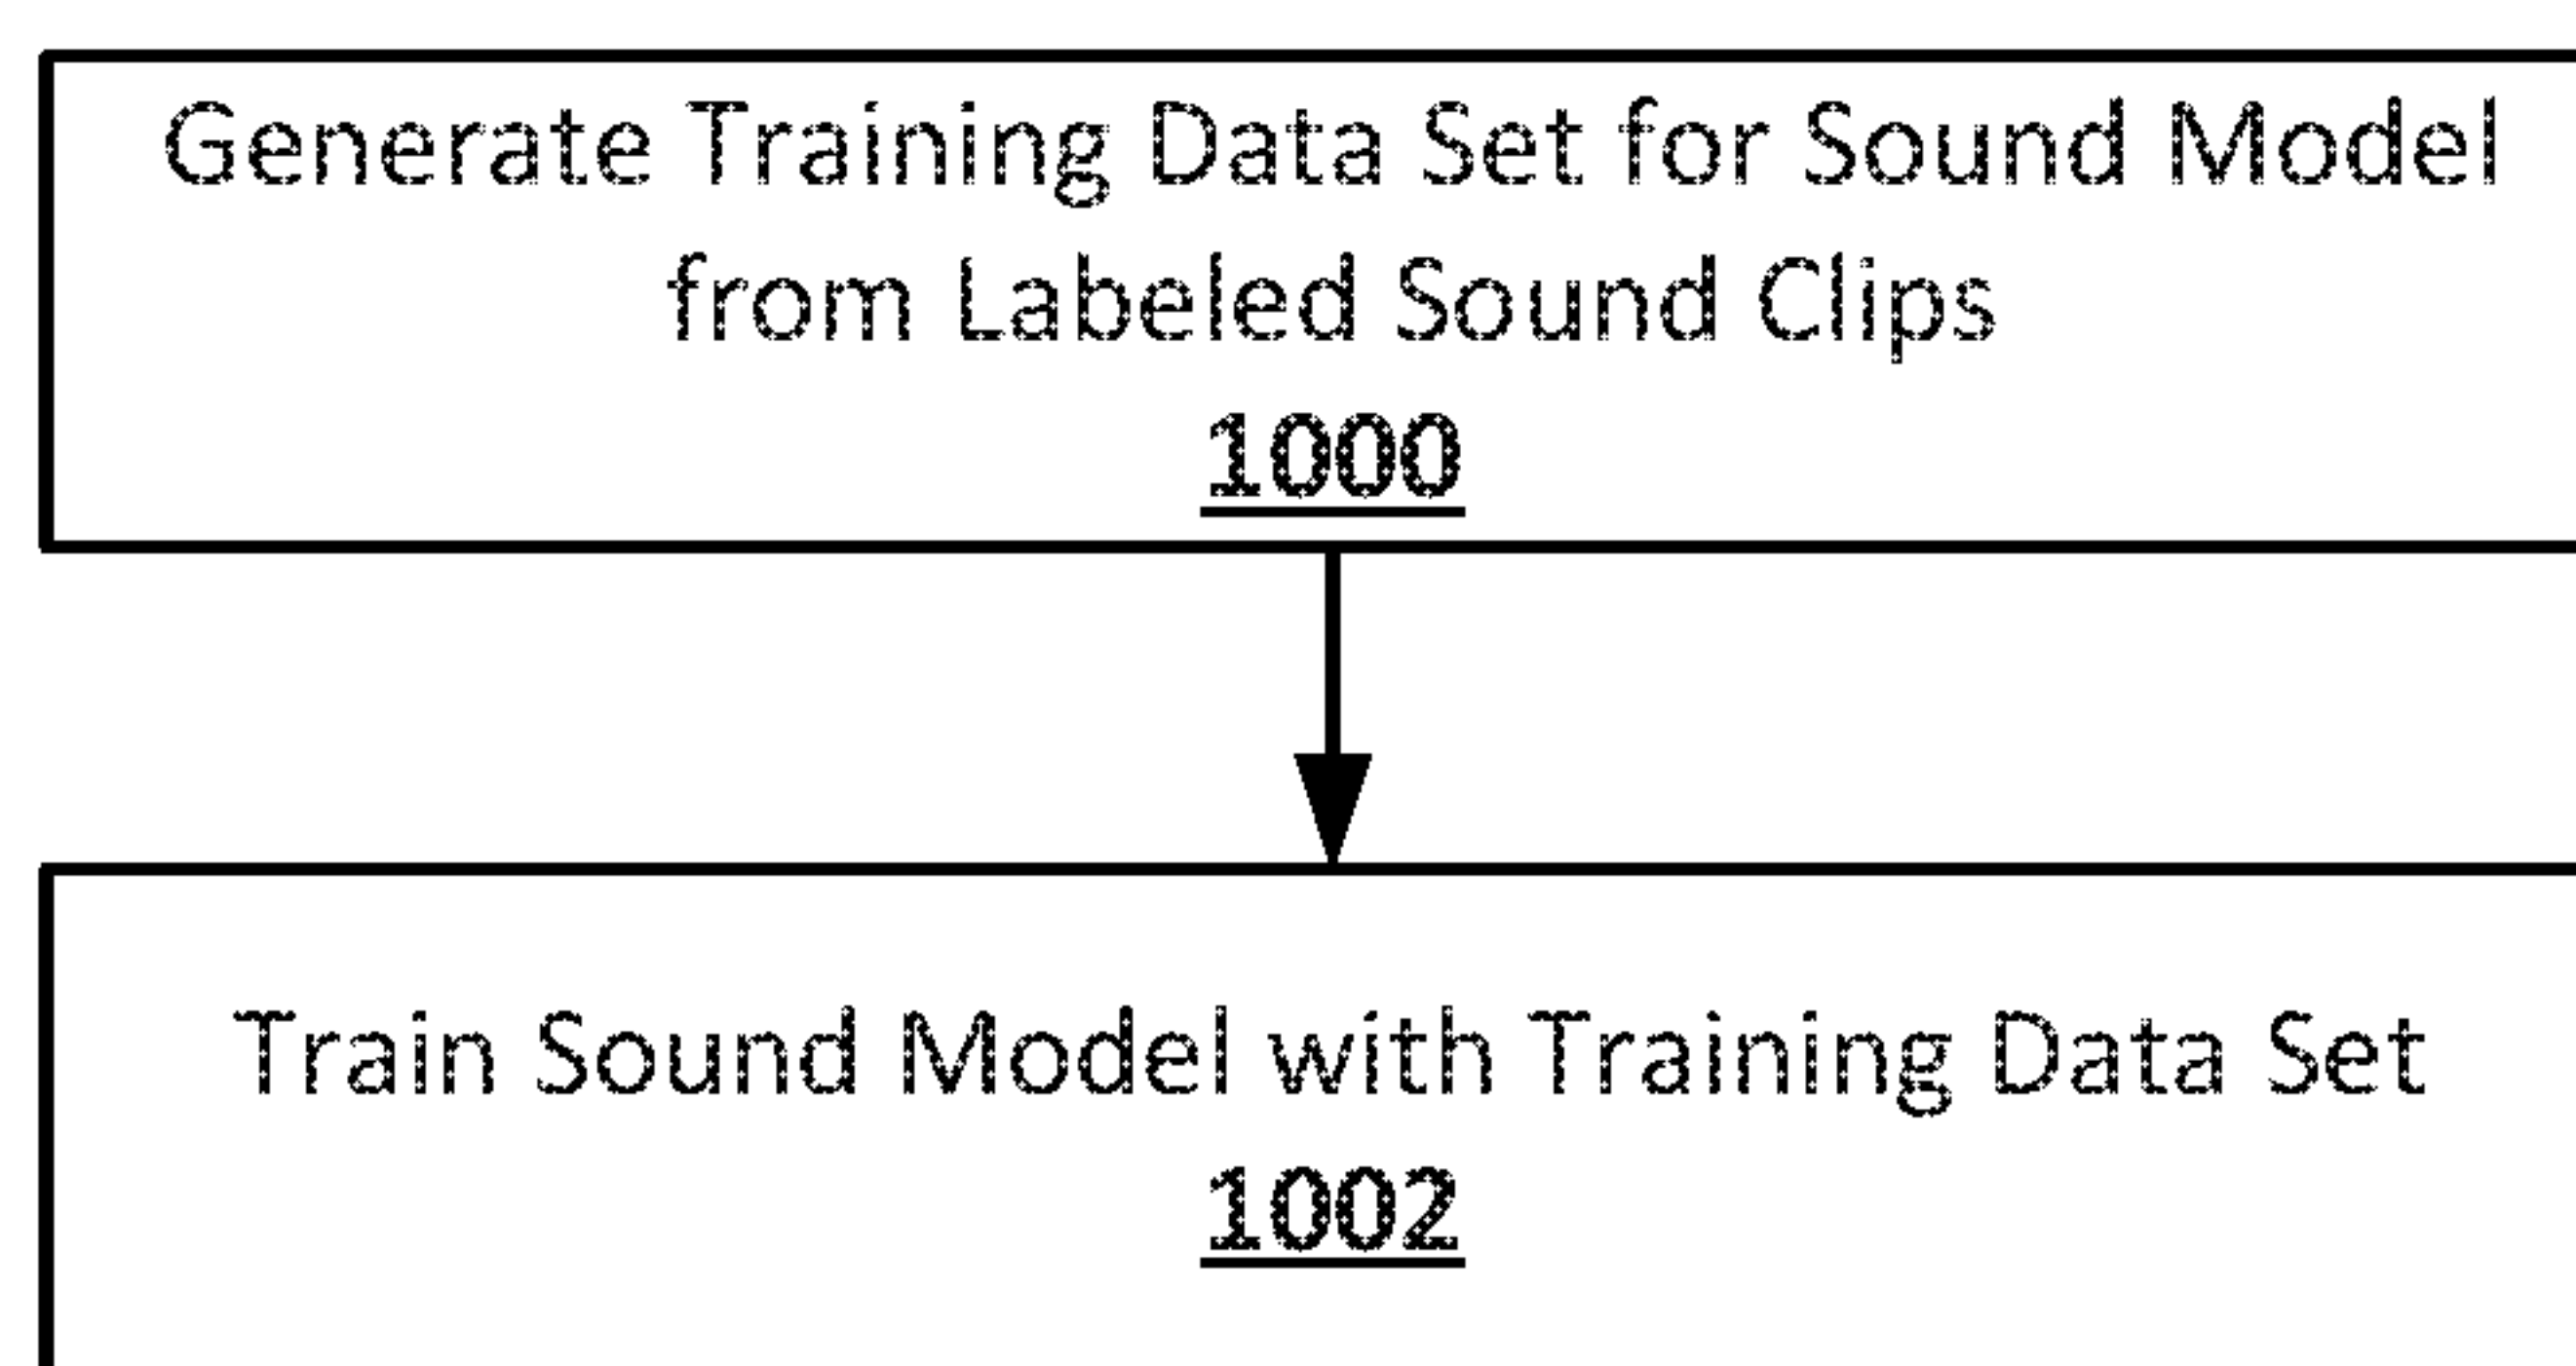 Generate Training Data Set for Sound Model
from Labeled Sound Clips
1000
Train Sound Model with Training Data Set
1002